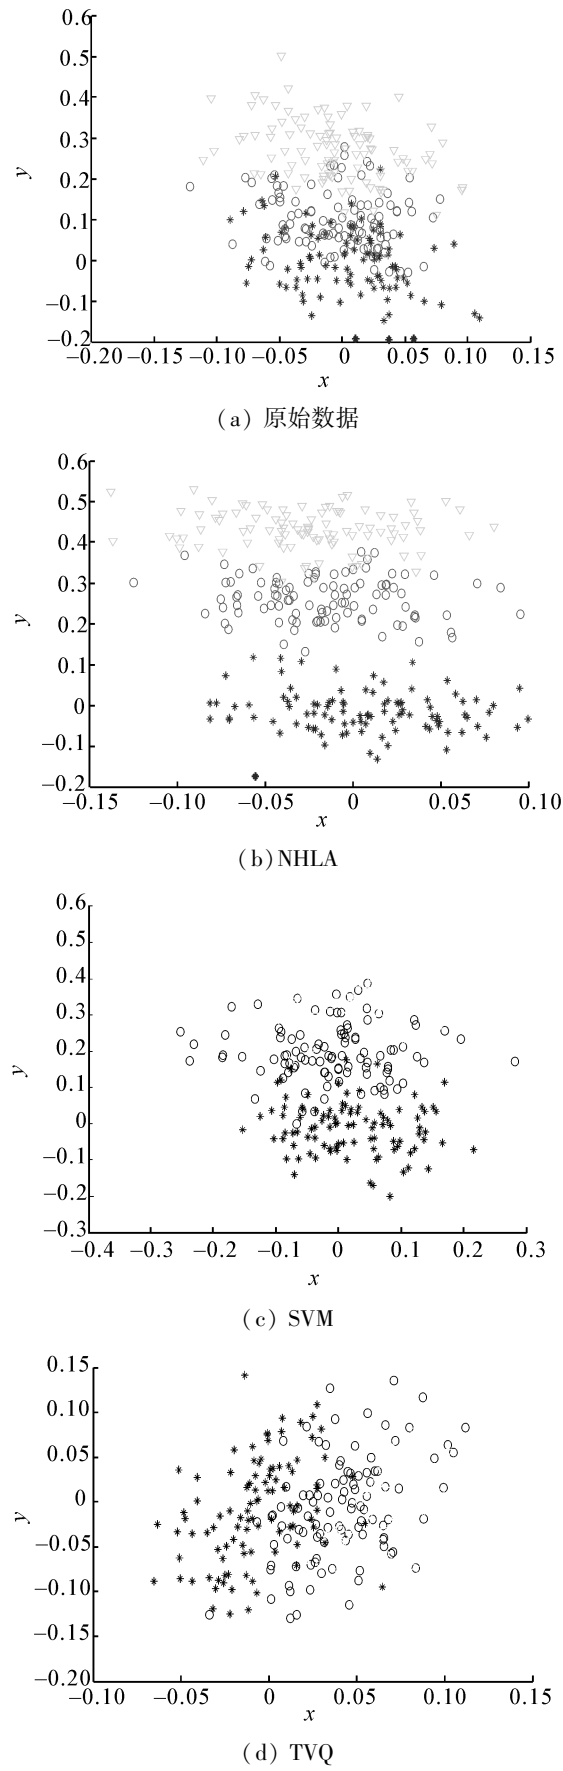 0.6
0.5
0.4
0.3
0.2
0.1
0
−0.1
−0.2
y
−0.20 −0.15 −0.10 −0.05 0 0.05 0.10 0.15
x
(a) 原始数据
0.6
0.5
0.4
0.3
0.2
0.1
0
−0.1
−0.2
y
−0.15 −0.10 −0.05 0 0.05 0.10
x
(b) NHLA
0.6
0.5
0.4
0.3
0.2
0.1
0
−0.1
−0.2
−0.3
y
−0.4 −0.3 −0.2 −0.1 0 0.1 0.2 0.3
x
(c) SVM
0.15
0.10
0.05
0
−0.05
−0.10
−0.15
−0.20
y
−0.10 −0.05 0 0.05 0.10 0.15
x
(d) TVQ